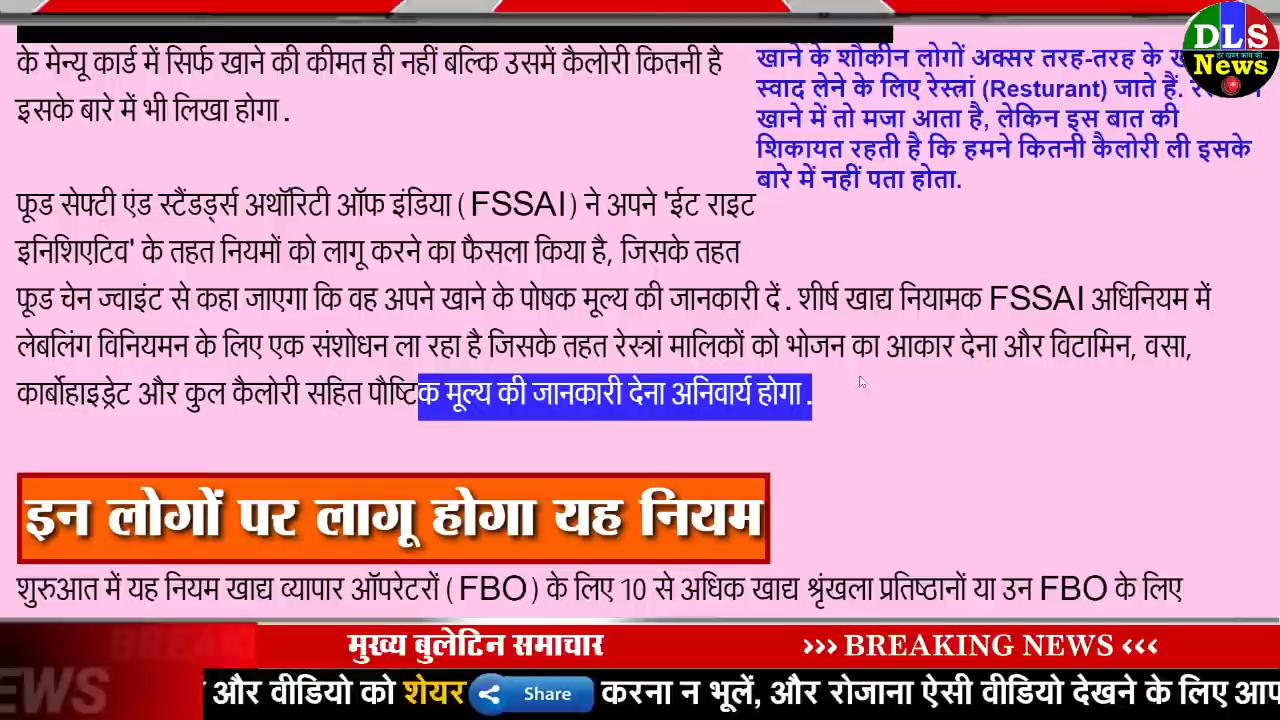 के मेन्यू कार्ड में सिर्फ खाने की कीमत ही नहीं बल्कि उसमें कैलोरी कितनी है
इसके बारे में भी लिखा होगा .
खाने के शौकीन लोगों अक्सर तरह-तरह के
स्वाद लेने के लिए रेस्त्रां (Resturant) जाते हैं.
खाने में तो मजा आता है, लेकिन इस बात की
शिकायत रहती है कि हमने कितनी कैलोरी ली इसके
बारे में नहीं पता होता.
DLS
News
फूड सेफ्टी एंड स्टैंडर्ड्स अथॉरिटी ऑफ इंडिया ( FSSAI ) ने अपने 'ईट राइट
इनिशिएटिव' के तहत नियमों को लागू करने का फैसला किया है, जिसके तहत
फूड चेन ज्वाइंट से कहा जाएगा कि वह अपने खाने के पोषक मूल्य की जानकारी दें . शीर्ष खाद्य नियामक FSSAI अधिनियम में
लेबलिंग विनियमन के लिए एक संशोधन ला रहा है जिसके तहत रेस्त्रां मालिकों को भोजन का आकार देना और विटामिन, वसा,
कार्बोहाइड्रेट और कुल कैलोरी सहित पौष्टिक मूल्य की जानकारी देना अनिवार्य होगा .
इन लोगों पर लागू होगा यह नियम
शुरुआत में यह नियम खाद्य व्यापार ऑपरेटरों ( FBO ) के लिए 10 से अधिक खाद्य श्रृंखला प्रतिष्ठानों या उन FBO के लिए
मुख्य बुलेटिन समाचार
››› BREAKING NEWS ‹‹‹
और वीडियो को शेयर Share करना न भूलें, और रोजाना ऐसी वीडियो देखने के लिए आप